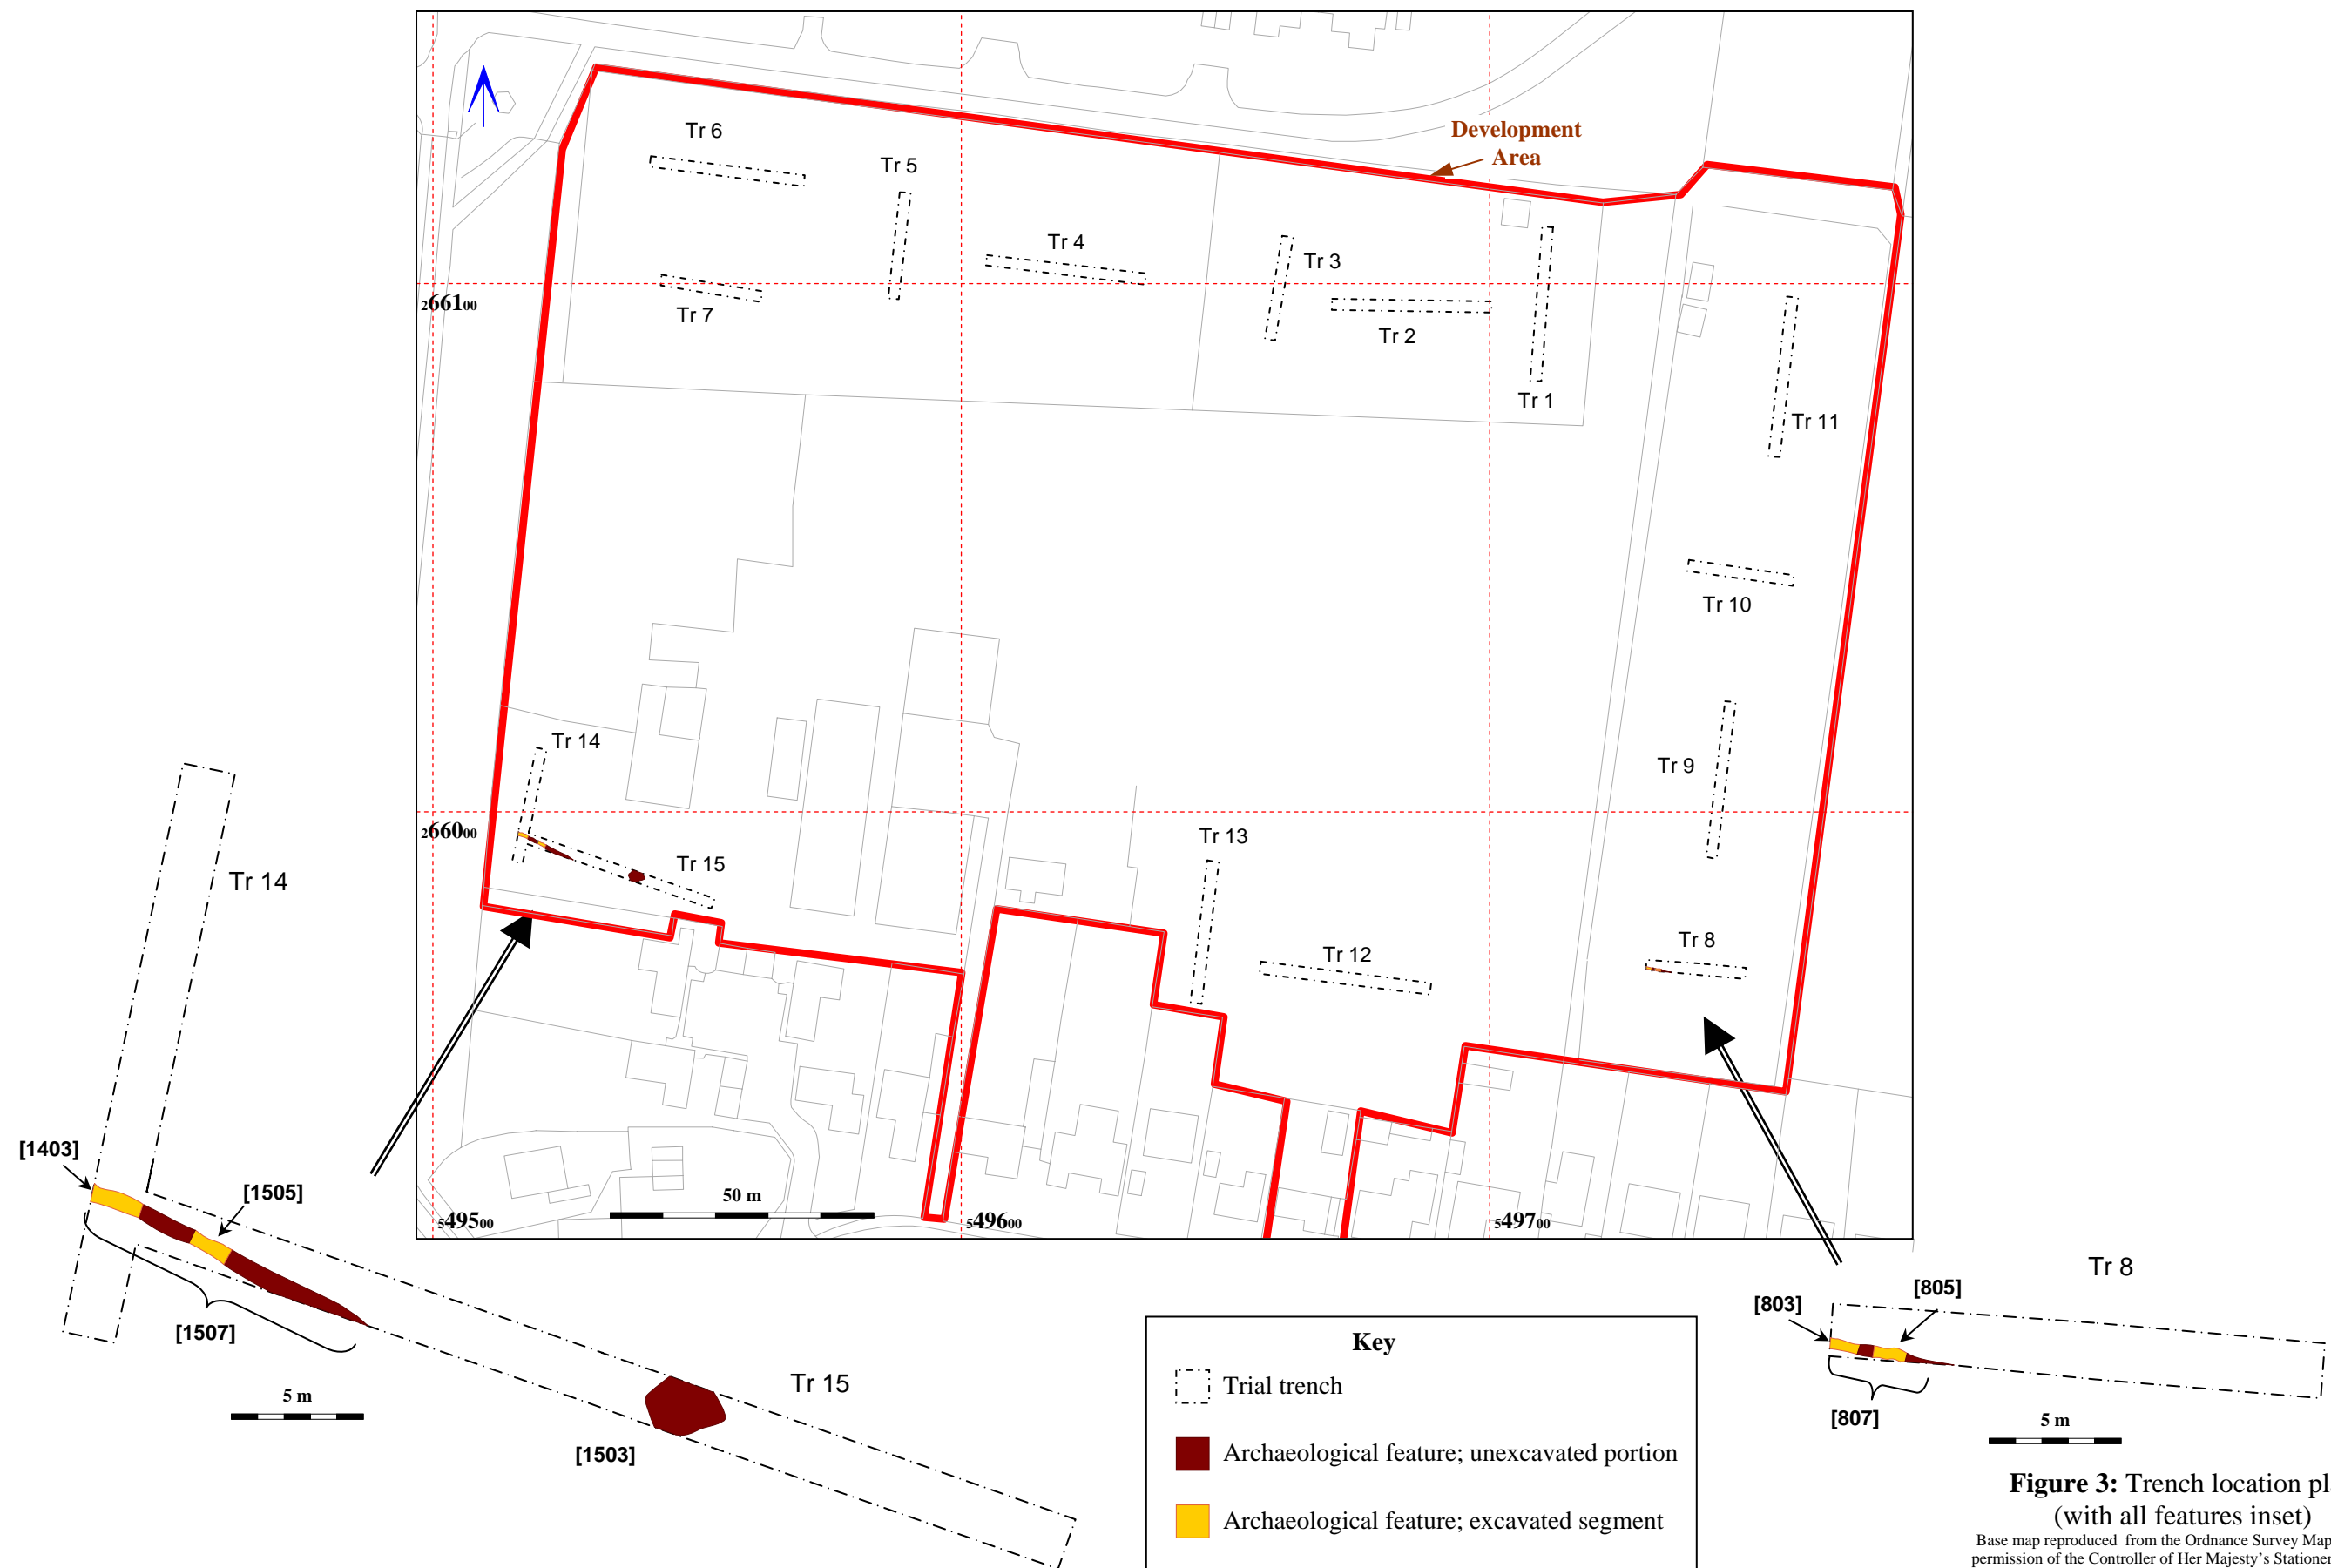 Development
Area
Tr 6
Tr 5
Tr 4
Tr 3
Tr 2
Tr 1
Tr 7
Tr 11
Tr 10
Tr 9
Tr 8
Tr 14
Tr 15
Tr 13
Tr 12
266100
266000
549500
549600
549700
50 m
Tr 14
[1403]
[1505]
[1507]
5 m
Tr 15
[1503]
Tr 8
[803]
[805]
[807]
5 m
Key
Trial trench
Archaeological feature; unexcavated portion
Archaeological feature; excavated segment
Figure 3: Trench location
(with all features inset)
Base map reproduced from the Ordnance Survey Map
permission of the Controller of Her Majesty's